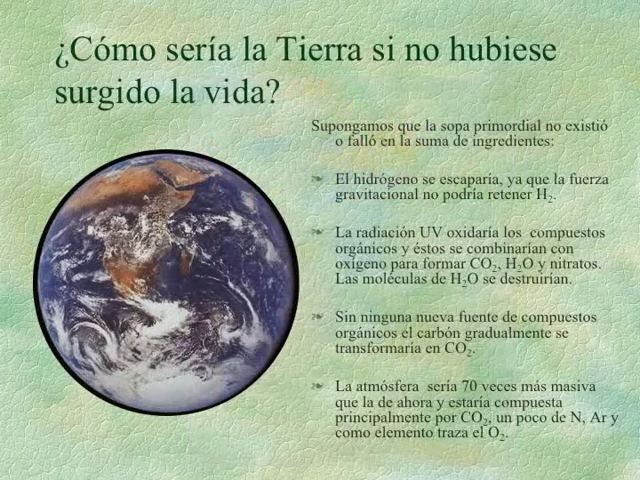 ¿Cómo sería la Tierra si no hubiese
surgido la vida?
Supongamos que la sopa primordial no existió
o falló en la suma de ingredientes:
El hidrógeno se escaparía, ya que la fuerza
gravitacional no podría retener H₂.
La radiación UV oxidaría los compuestos
orgánicos y éstos se combinarían con
oxígeno para formar CO₂, H₂O y nitratos.
Las moléculas de H₂O se destruirían.
Sin ninguna nueva fuente de compuestos
orgánicos el carbón gradualmente se
transformaría en CO₂.
La atmósfera sería 70 veces más masiva
que la de ahora y estaría compuesta
principalmente por CO₂, un poco de N, Ar y
como elemento traza el O₂.